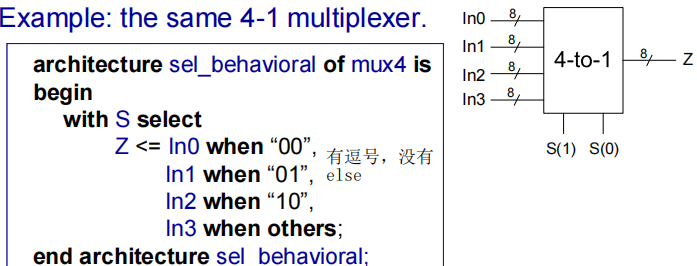 Example: the same 4-1 multiplexer.
architecture sel_behavioral of mux4 is
begin
with S select
Z <= In0 when “00”,
In1 when “01”,
In2 when “10”,
In3 when others;
end architecture sel_behavioral;
有逗号，没有
else
In0 8
In1 8
In2 8
In3 8
4-to-1
8 Z
S(1) S(0)